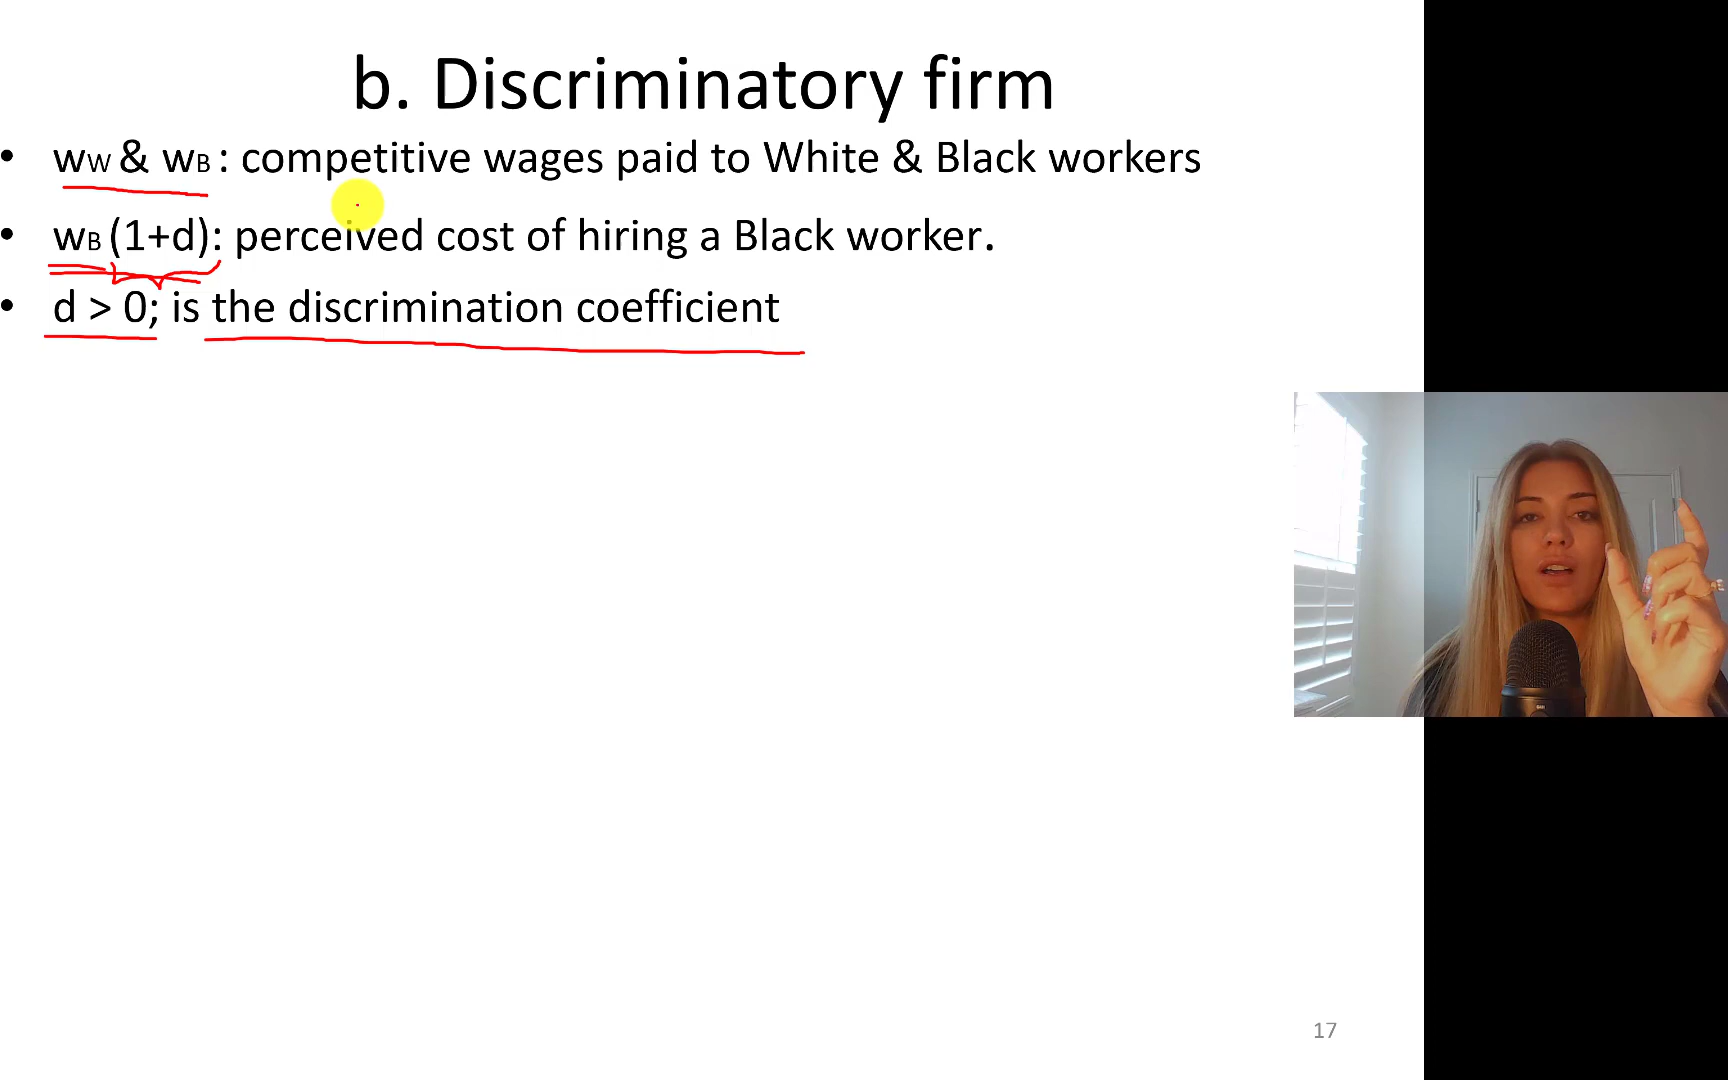 b. Discriminatory firm
• wW & wB : competitive wages paid to White & Black workers
• wB (1+d): perceived cost of hiring a Black worker.
• d > 0; is the discrimination coefficient
17